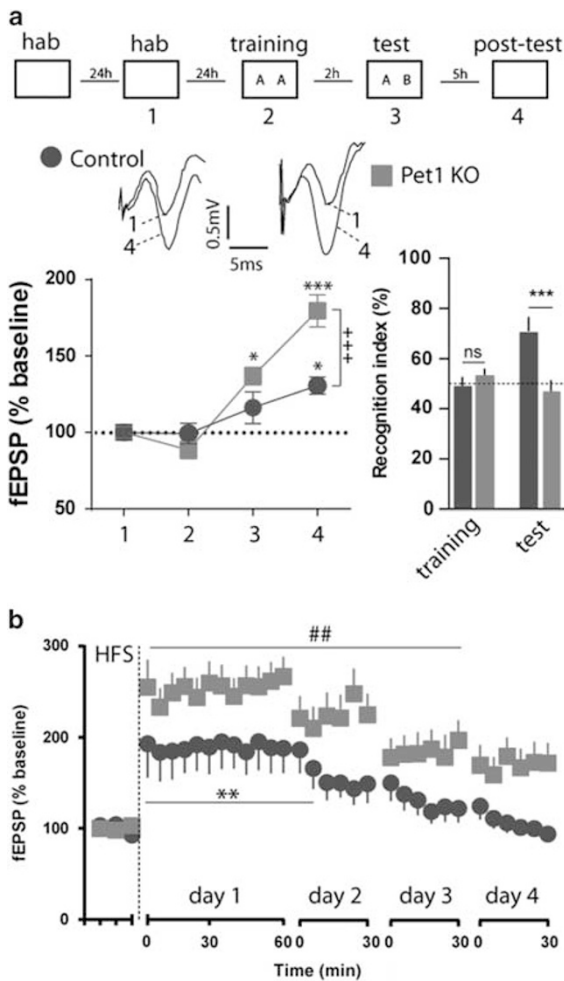 a
hab hab training test post-test
24h 24h 2h 5h
A A A B
1 2 3 4
Control Pet1 KO
1 4 0.5mV 5ms 1 4
fEPSP (% baseline)
200
150
100
50
* *** * +++
1 2 3 4
Recognition index (%)
100
80
60
40
20
0
ns ***
training test
b
fEPSP (% baseline)
300
200
100
0
HFS ##
**
day 1 day 2 day 3 day 4
0 30 60 0 30 0 30 0 30
Time (min)